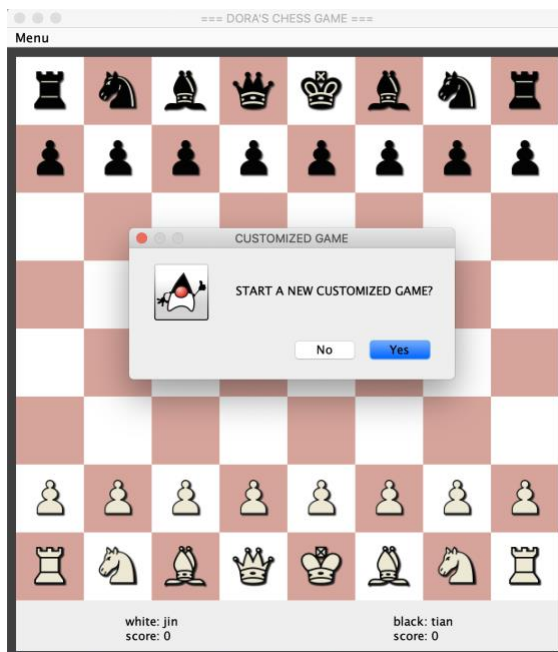 === DORA'S CHESS GAME ===
Menu
CUSTOMIZED GAME
START A NEW CUSTOMIZED GAME?
No
Yes
white: jin
score: 0
black: tian
score: 0